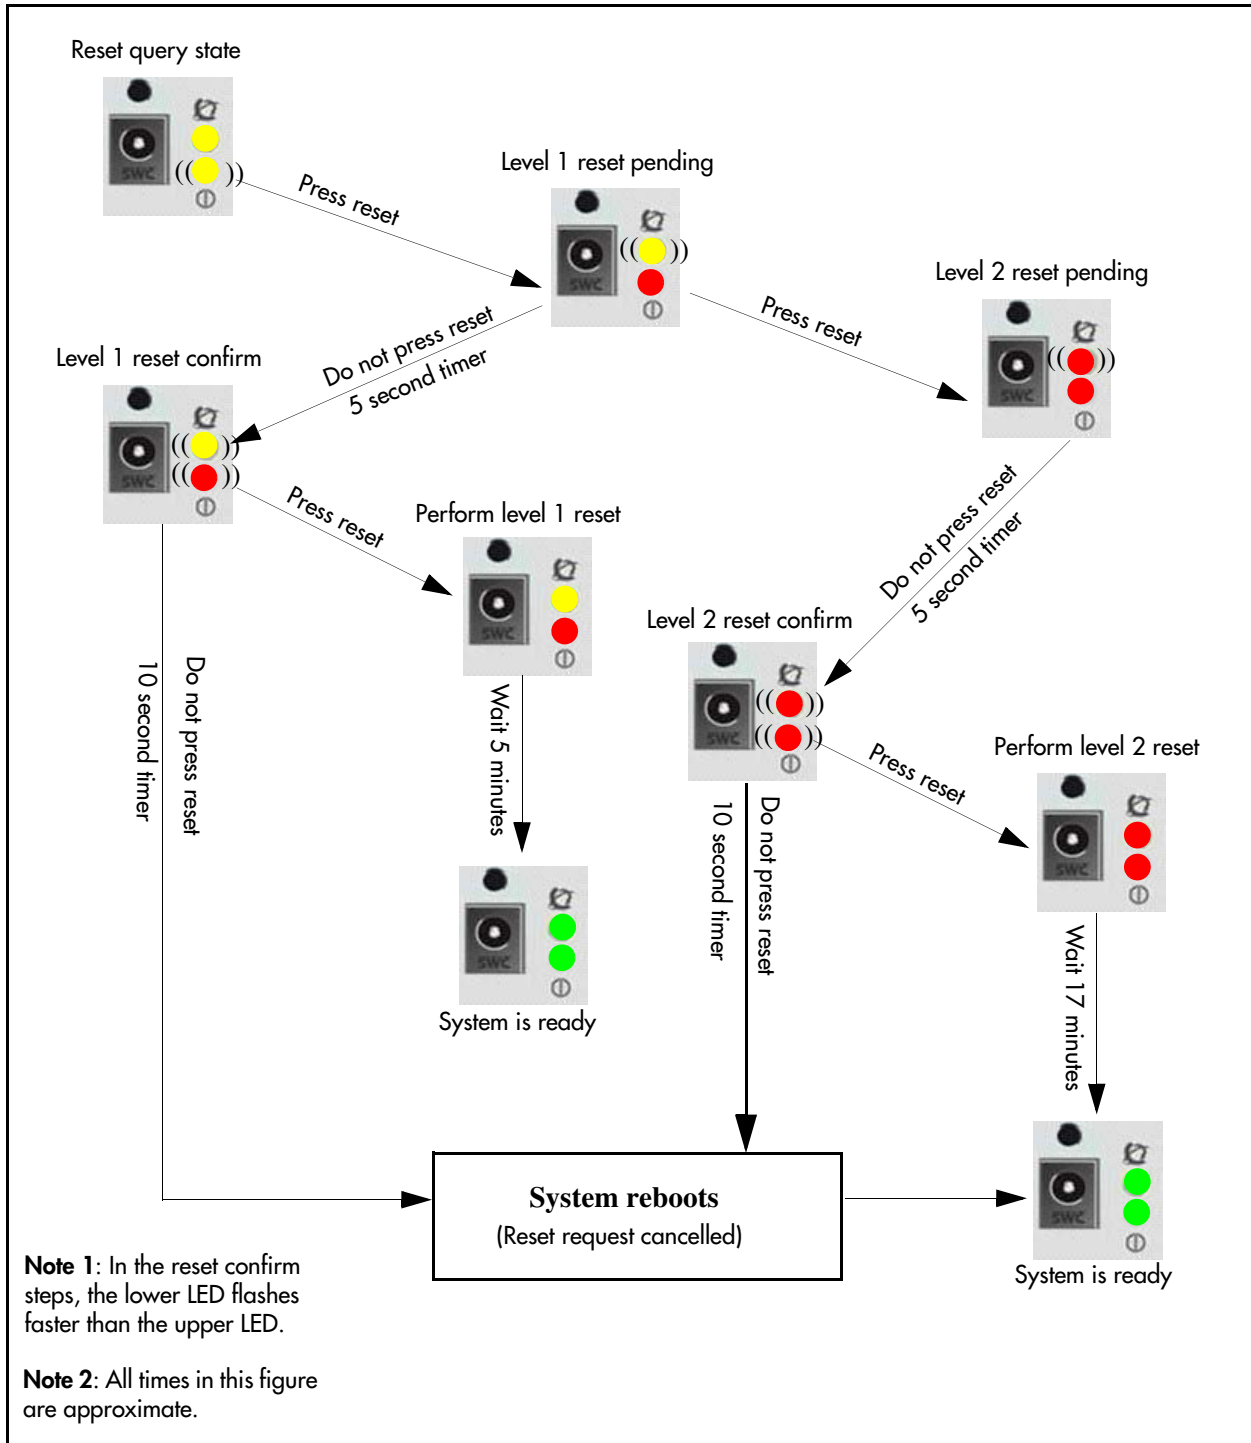 Reset query state
SWC
Press reset
Level 1 reset pending
SWC
Press reset
Level 2 reset pending
SWC
Do not press reset
5 second timer
Level 1 reset confirm
SWC
Press reset
Perform level 1 reset
SWC
Do not press reset
5 second timer
Level 2 reset confirm
SWC
Do not press reset
10 second timer
Wait 5 minutes
Press reset
Perform level 2 reset
SWC
Do not press reset
10 second timer
SWC
System is ready
Wait 17 minutes
System reboots
(Reset request cancelled)
SWC
System is ready
Note 1: In the reset confirm
steps, the lower LED flashes
faster than the upper LED.
Note 2: All times in this figure
are approximate.